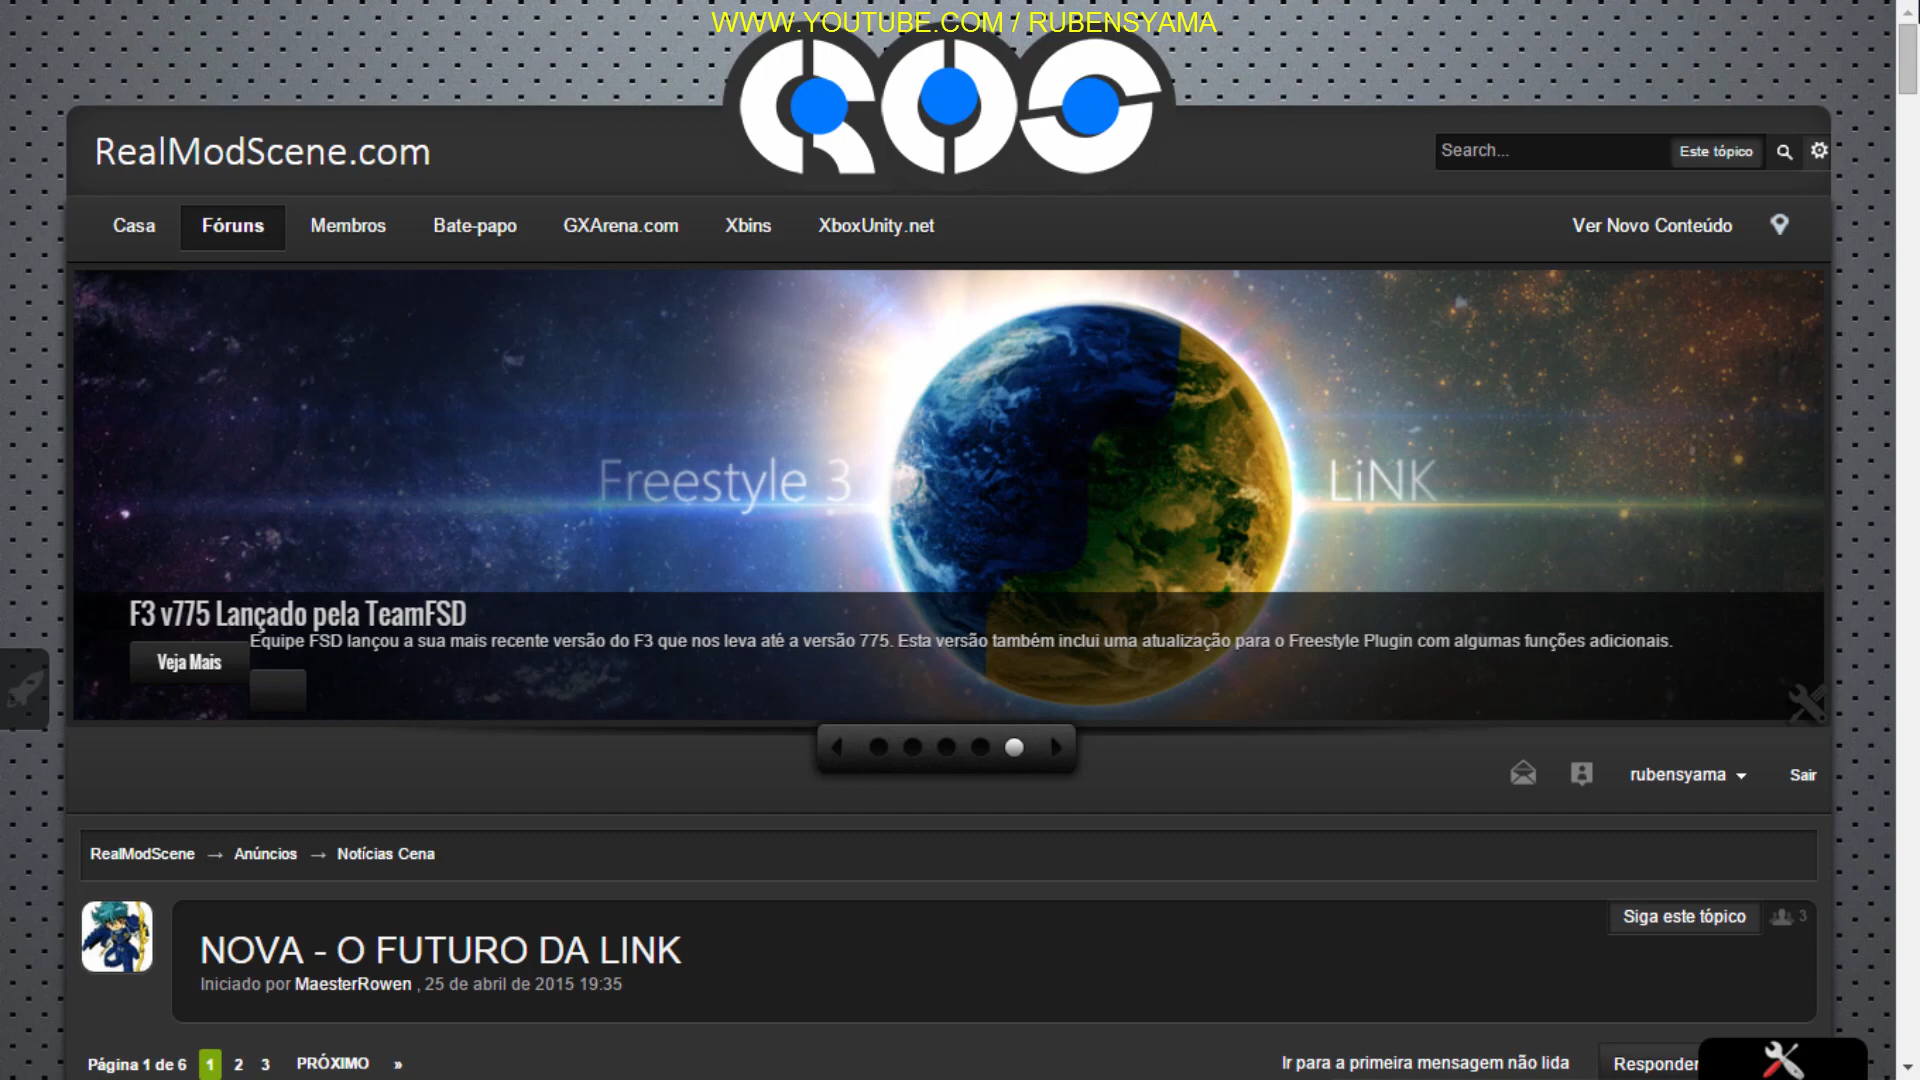 WWW.YOUTUBE.COM / RUBENSYAMA
RealModScene.com
Search...
Este tópico
Casa
Fóruns
Membros
Bate-papo
GXArena.com
Xbins
XboxUnity.net
Ver Novo Conteúdo
Freestyle 3
LiNK
F3 v775 Lançado pela TeamFSD
Equipe FSD lançou a sua mais recente versão do F3 que nos leva até a versão 775. Esta versão também inclui uma atualização para o Freestyle Plugin com algumas funções adicionais.
Veja Mais
rubensyama
Sair
RealModScene → Anúncios → Notícias Cena
Siga este tópico
3
NOVA - O FUTURO DA LINK
Iniciado por MaesterRowen , 25 de abril de 2015 19:35
Página 1 de 6
1
2
3
PRÓXIMO
»
Ir para a primeira mensagem não lida
Responder